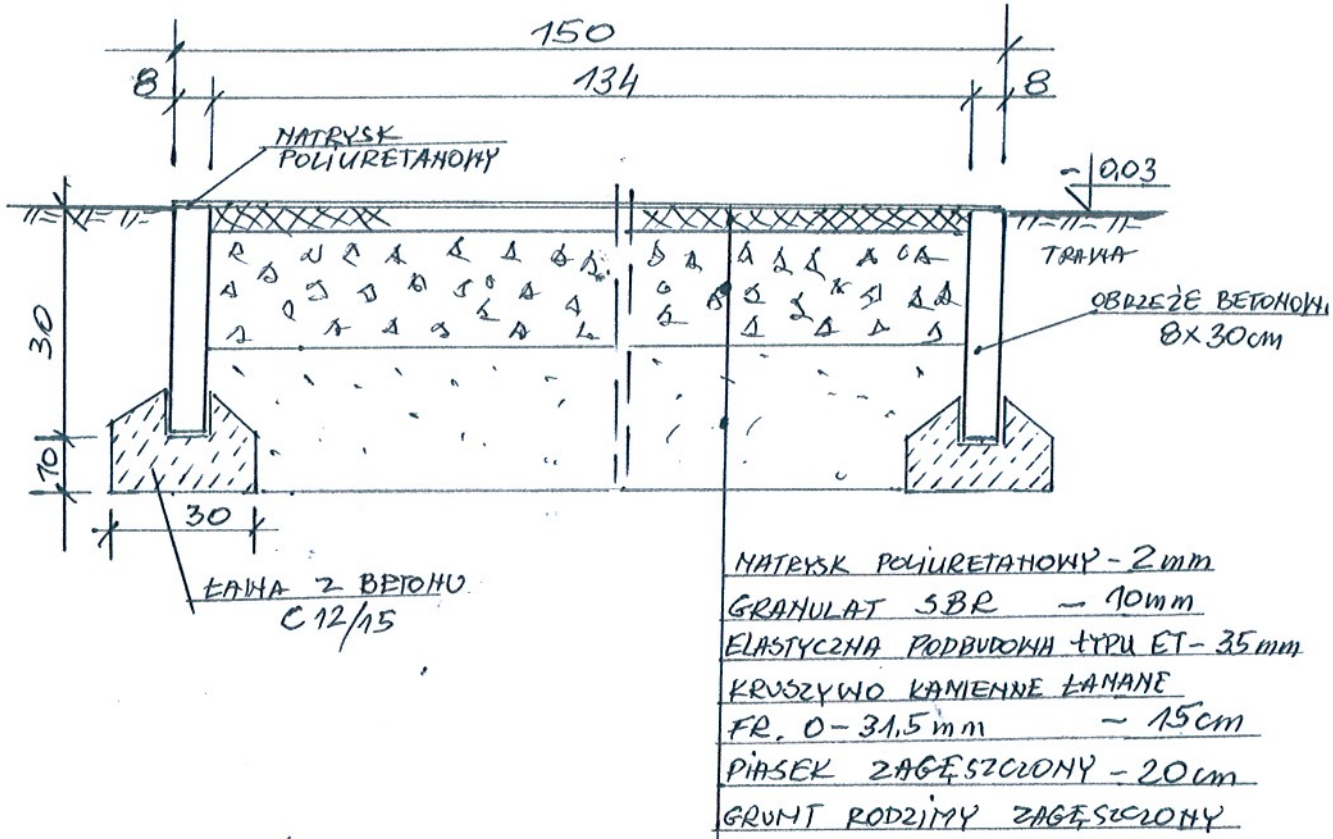 150
8
134
8
NATRYSK
POLIURETANOWY
- 0,03
TRAWA
OBRZEŻE BETONOWE
8x30cm
30
10
30
ŁAWA Z BETONU
C12/15
NATRYSK POLIURETANOWY - 2mm
GRANULAT SBR - 10mm
ELASTYCZNA PODBUDOWA TYPU ET - 35mm
KRUSZYWO KAMIENNE ŁAMANE
FR. 0-31,5mm - 15cm
PIASEK ZAGĘSZCZONY - 20cm
GRUNT RODZIMY ZAGĘSZCZONY